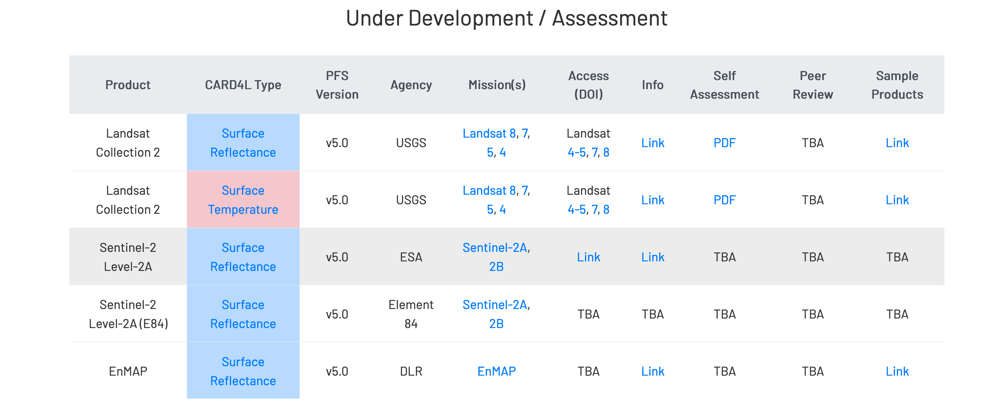 Under Development / Assessment
Product CARD4L Type PFS Version Agency Mission(s) Access (DOI) Info Self Assessment Peer Review Sample Products
Landsat Collection 2 Surface Reflectance v5.0 USGS Landsat 8, 7, 5, 4 Landsat 4-5, 7, 8 Link PDF TBA Link
Landsat Collection 2 Surface Temperature v5.0 USGS Landsat 8, 7, 5, 4 Landsat 4-5, 7, 8 Link PDF TBA Link
Sentinel-2 Level-2A Surface Reflectance v5.0 ESA Sentinel-2A, 2B Link Link TBA TBA TBA
Sentinel-2 Level-2A (E84) Surface Reflectance v5.0 Element 84 Sentinel-2A, 2B TBA TBA TBA TBA TBA
EnMAP Surface Reflectance v5.0 DLR EnMAP TBA Link TBA TBA Link